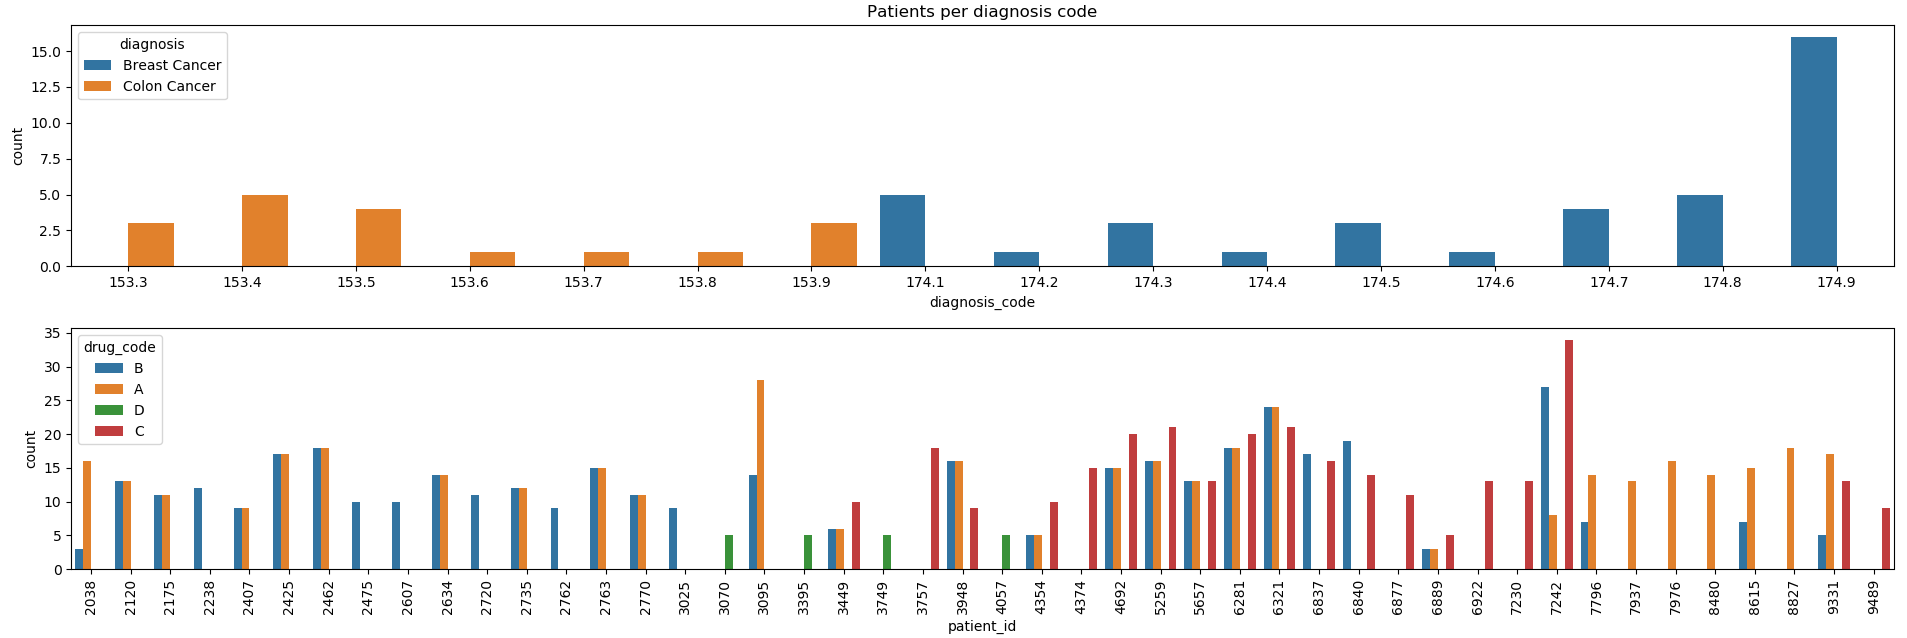 Patients per diagnosis code
diagnosis
Breast Cancer
Colon Cancer
15.0
12.5
10.0
7.5
5.0
2.5
0.0
count
153.3 153.4 153.5 153.6 153.7 153.8 153.9 174.1 174.2 174.3 174.4 174.5 174.6 174.7 174.8 174.9
diagnosis_code
drug_code
B
A
D
C
35
30
25
20
15
10
5
0
count
2038 2120 2175 2238 2407 2425 2462 2475 2607 2634 2720 2735 2762 2763 2770 3025 3070 3095 3395 3449 3749 3757 3948 4057 4354 4374 4692 5259 5657 6281 6321 6837 6840 6877 6889 6922 7230 7242 7796 7937 7976 8480 8615 8827 9331 9489
patient_id